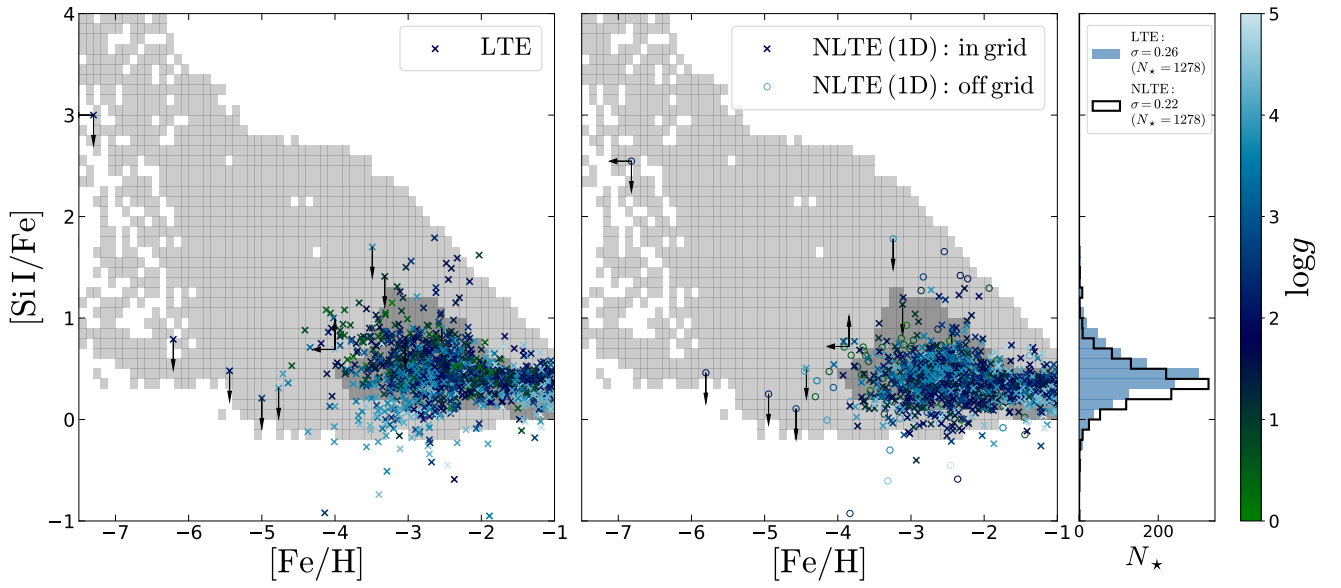 4
3
2
1
0
−1
[Si I/Fe]
−7 −6 −5 −4 −3 −2 −1
[Fe/H]
LTE
NLTE (1D) : in grid
NLTE (1D) : off grid
−7 −6 −5 −4 −3 −2 −1
[Fe/H]
LTE:
σ = 0.26
(N⋆ = 1278)
NLTE:
σ = 0.22
(N⋆ = 1278)
200
N⋆
5
4
3
2
1
0
log g